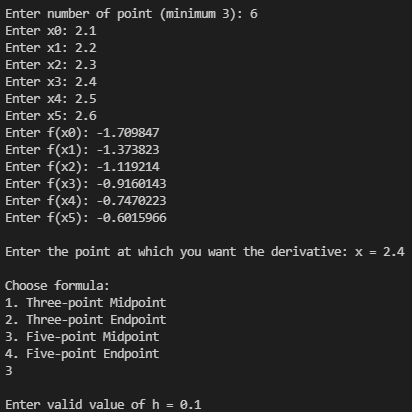 Enter number of point (minimum 3): 6
Enter x0: 2.1
Enter x1: 2.2
Enter x2: 2.3
Enter x3: 2.4
Enter x4: 2.5
Enter x5: 2.6
Enter f(x0): -1.709847
Enter f(x1): -1.373823
Enter f(x2): -1.119214
Enter f(x3): -0.9160143
Enter f(x4): -0.7470223
Enter f(x5): -0.6015966
Enter the point at which you want the derivative: x = 2.4
Choose formula:
1. Three-point Midpoint
2. Three-point Endpoint
3. Five-point Midpoint
4. Five-point Endpoint
3
Enter valid value of h = 0.1